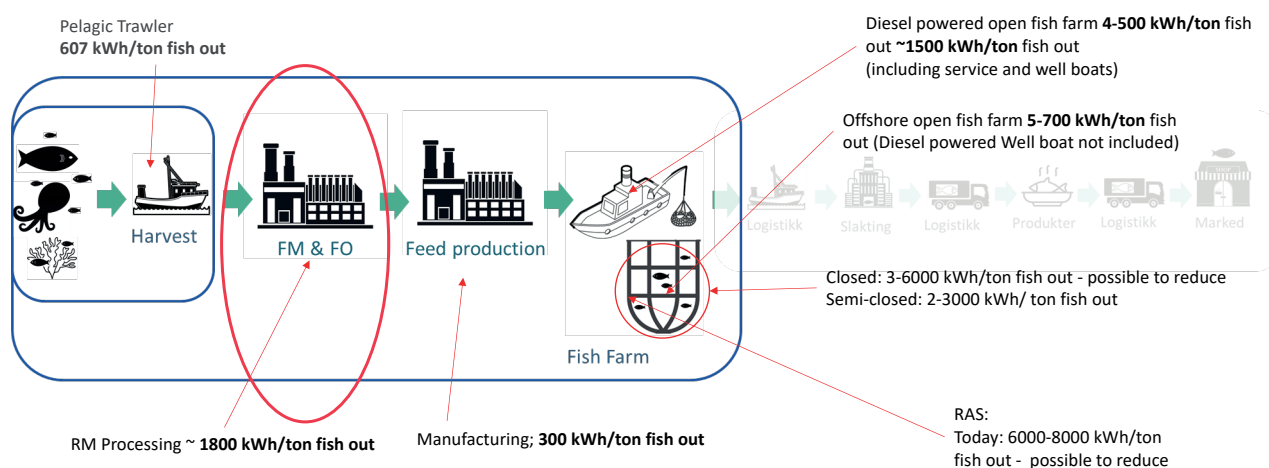 Pelagic Trawler
607 kWh/ton fish out
Diesel powered open fish farm 4-500 kWh/ton fish
out ~1500 kWh/ton fish out
(including service and well boats)
Offshore open fish farm 5-700 kWh/ton fish
out (Diesel powered Well boat not included)
Harvest
FM & FO
Feed production
Fish Farm
Logistikk
Slakting
Logistikk
Produkter
Logistikk
Marked
Closed: 3-6000 kWh/ton fish out - possible to reduce
Semi-closed: 2-3000 kWh/ ton fish out
RM Processing ~ 1800 kWh/ton fish out
Manufacturing; 300 kWh/ton fish out
RAS:
Today: 6000-8000 kWh/ton
fish out - possible to reduce